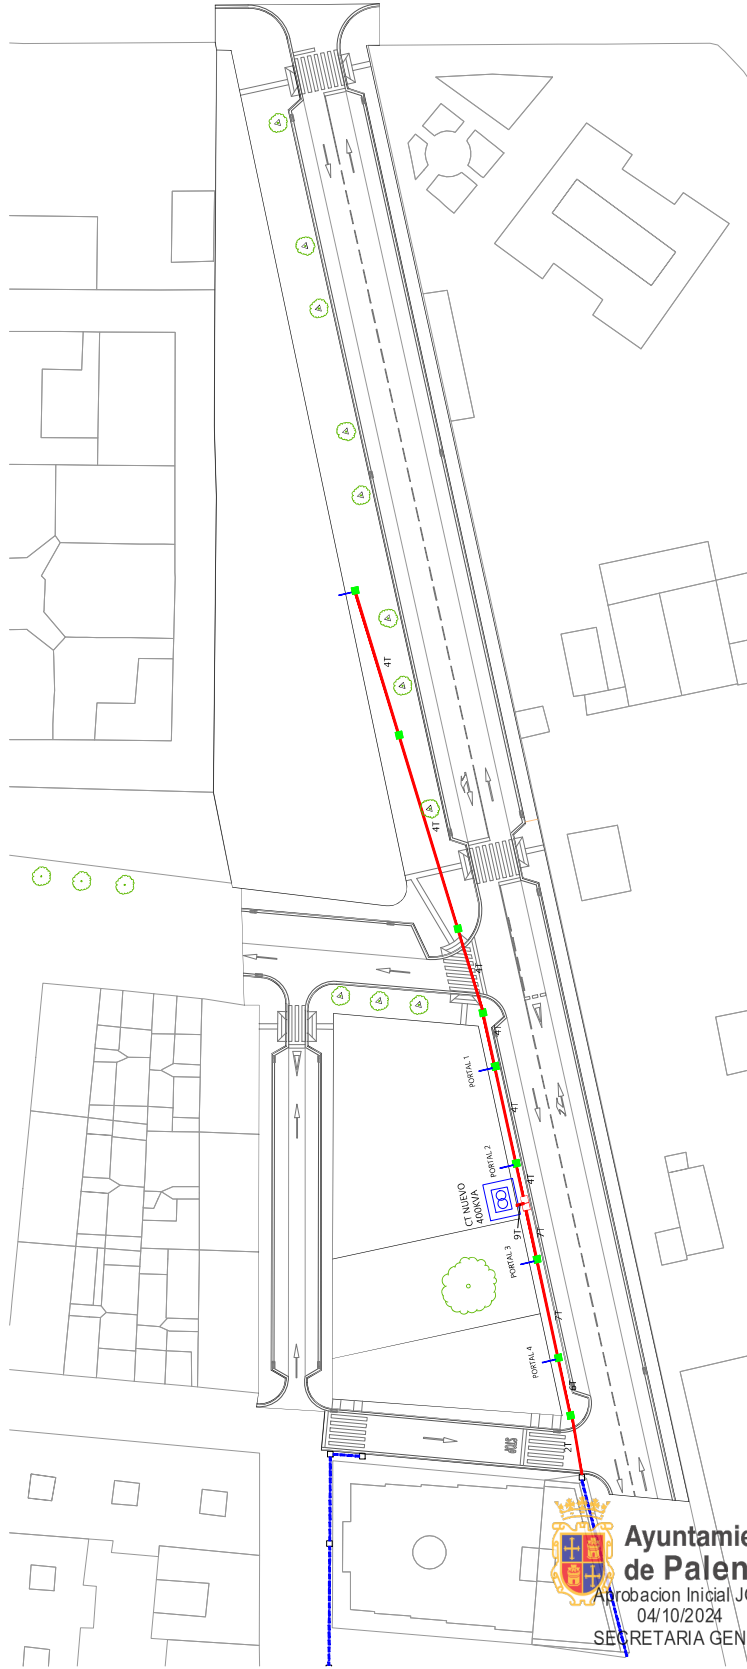 4T
4T
4T
4T
PORTAL 1
4T
PORTAL 2
4T
CT NUEVO
400KVA
9T
7T
PORTAL 3
7T
PORTAL 4
6T
2T
Ayuntamie
de Palen
Aprobacion Inicial JG
04/10/2024
SECRETARIA GEN